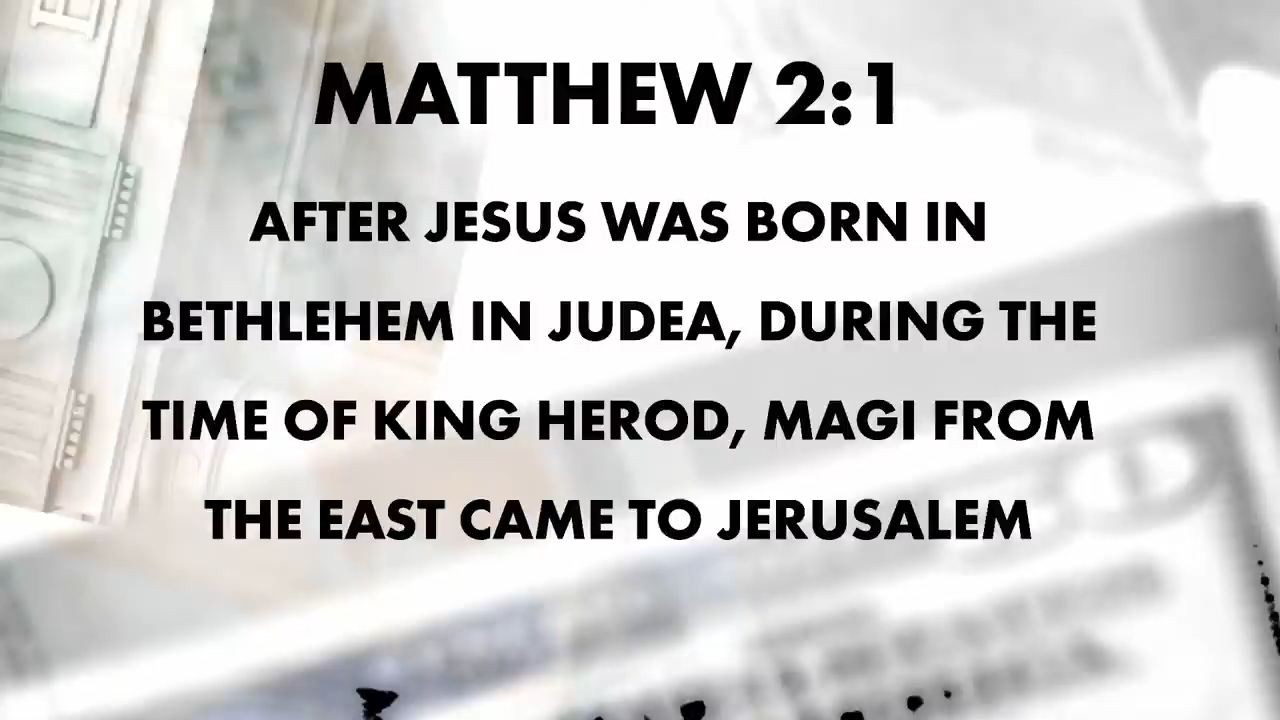 MATTHEW 2:1
AFTER JESUS WAS BORN IN
BETHLEHEM IN JUDEA, DURING THE
TIME OF KING HEROD, MAGI FROM
THE EAST CAME TO JERUSALEM